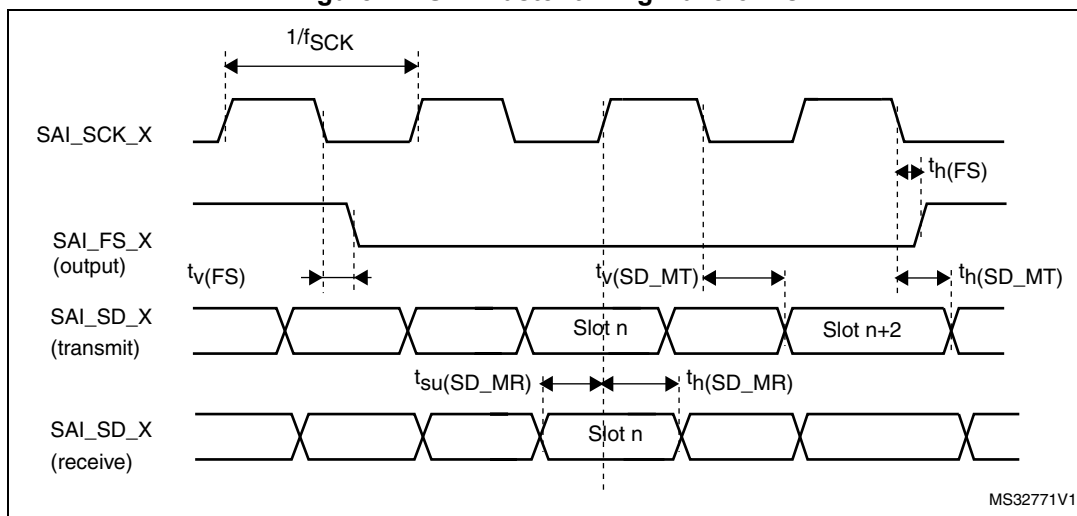 1/fSCK
SAI_SCK_X
th(FS)
SAI_FS_X
(output)
tv(FS)
tv(SD_MT)
th(SD_MT)
SAI_SD_X
(transmit)
Slot n
Slot n+2
tsu(SD_MR)
th(SD_MR)
SAI_SD_X
(receive)
Slot n
MS32771V1